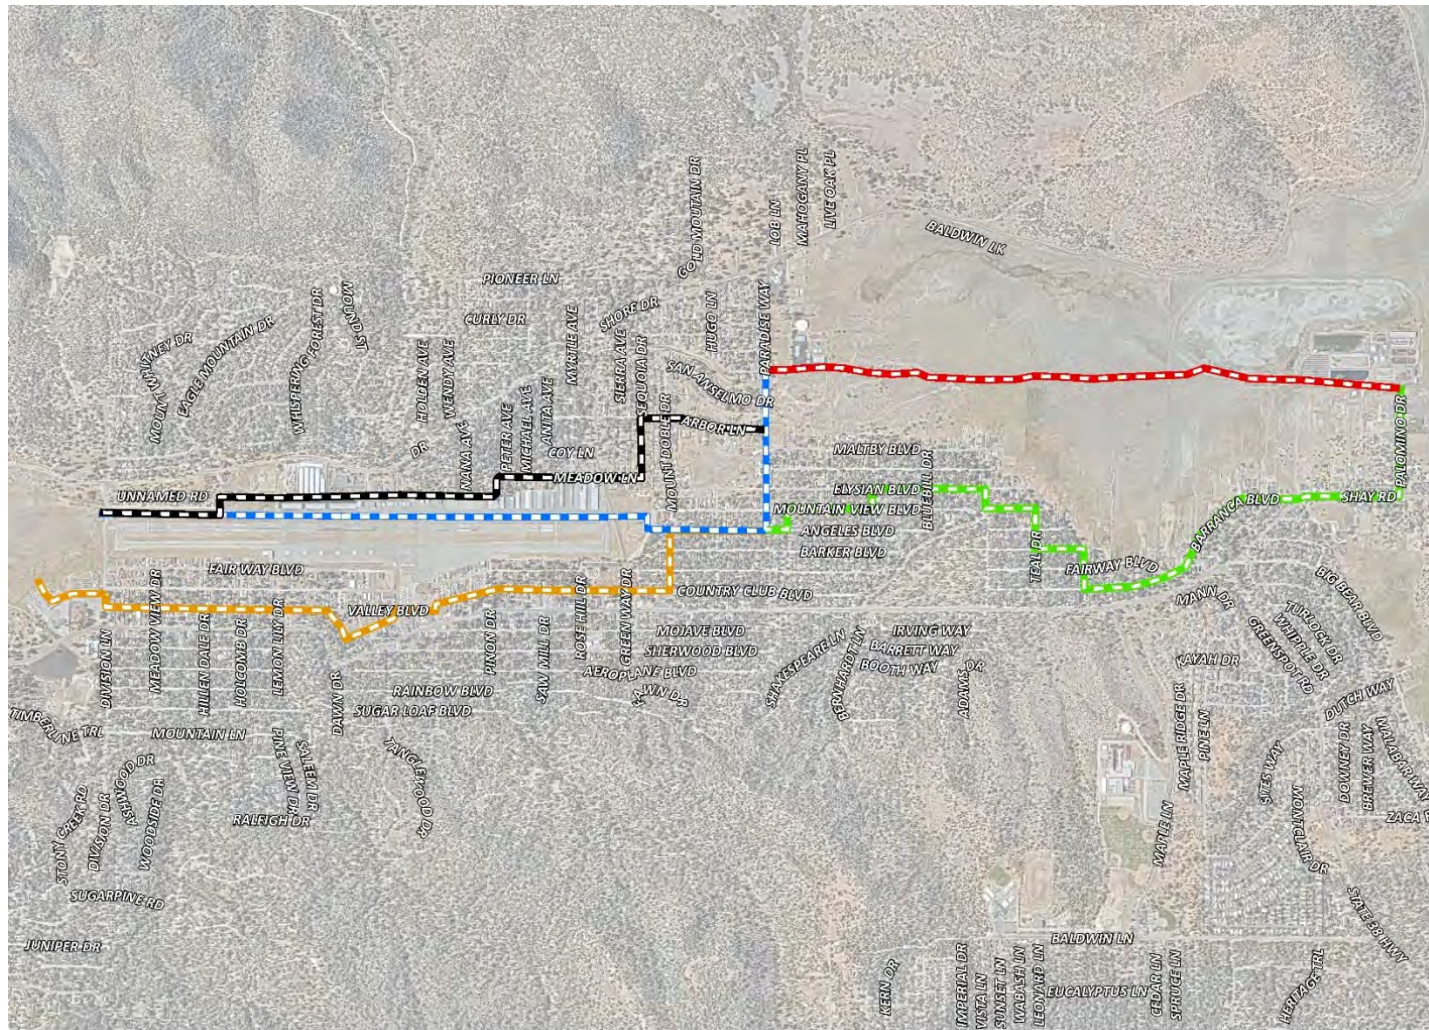 MAHOGANY PL
LIVE OAK PL
LOB LN
GOLD MOUTAIN DR
BALDWIN LK
PIONEER LN
MOUND ST
WHISPERING FOREST DR
EAGLE MOUNTAIN DR
MOUNT WHITNEY DR
CURLY DR
SHORE DR
HUGO LN
PARADISE WAY
MYRTLE AVE
SIERRA AVE
SEQUOIA DR
SAN ANSELMO DR
HOLDEN AVE
WENDY AVE
ANITA AVE
MICHAEL AVE
PETER AVE
NANA AVE
DR
COY LN
MEADOW LN
ARBOR LN
MOUNT DOBLE DR
MALTBY BLVD
ELYSIAN BLVD
BLUEBILL DR
MOUNTAIN VIEW BLVD
ANGELES BLVD
BARKER BLVD
PALOMINO DR
SHAY RD
BARRANCA BLVD
UNNAMED RD
FAIR WAY BLVD
TEAL DR
FAIRWAY BLVD
VALLEY BLVD
COUNTRY CLUB BLVD
MANN DR
BIG BEAR BLVD
DIVISION LN
MEADOW VIEW DR
HILLEN DALE DR
HOLCOMB DR
LEMON LILY DR
PINON DR
SAW MILL DR
ROSE HILL DR
GREEN WAY DR
MOJAVE BLVD
SHERWOOD BLVD
AEROPLANE BLVD
FAWN DR
SHAKESPEARE LN
BERNHARDT LN
IRVING WAY
BARRETT WAY
BOOTH WAY
ADAMS DR
KAYAH DR
TURLOCK DR
WHIPPLE DR
GREENSPOT RD
DUTCH WAY
RAINBOW BLVD
SUGAR LOAF BLVD
DAWN DR
TIMBERLINE TRL
MOUNTAIN LN
PINE VIEW DR
SALEM DR
TANGLEWOOD DR
RALEIGH DR
ASHWOOD DR
WOODSIDE DR
DIVISION DR
STONY CREEK RD
SUGARPINE RD
JUNIPER DR
MAPLE RIDGE DR
PINE LN
MAPLE LN
SITES WAY
MONTCLAIR DR
DOWNEY DR
BREWER WAY
MALABAR WAY
ZACA
STATE 38 HWY
BALDWIN LN
KERN DR
IMPERIAL DR
VISTA LN
SUNSET LN
WABASH LN
LEONARD LN
EUCALYPTUS LN
CEDAR LN
SPRUCE LN
HERITAGE TRL